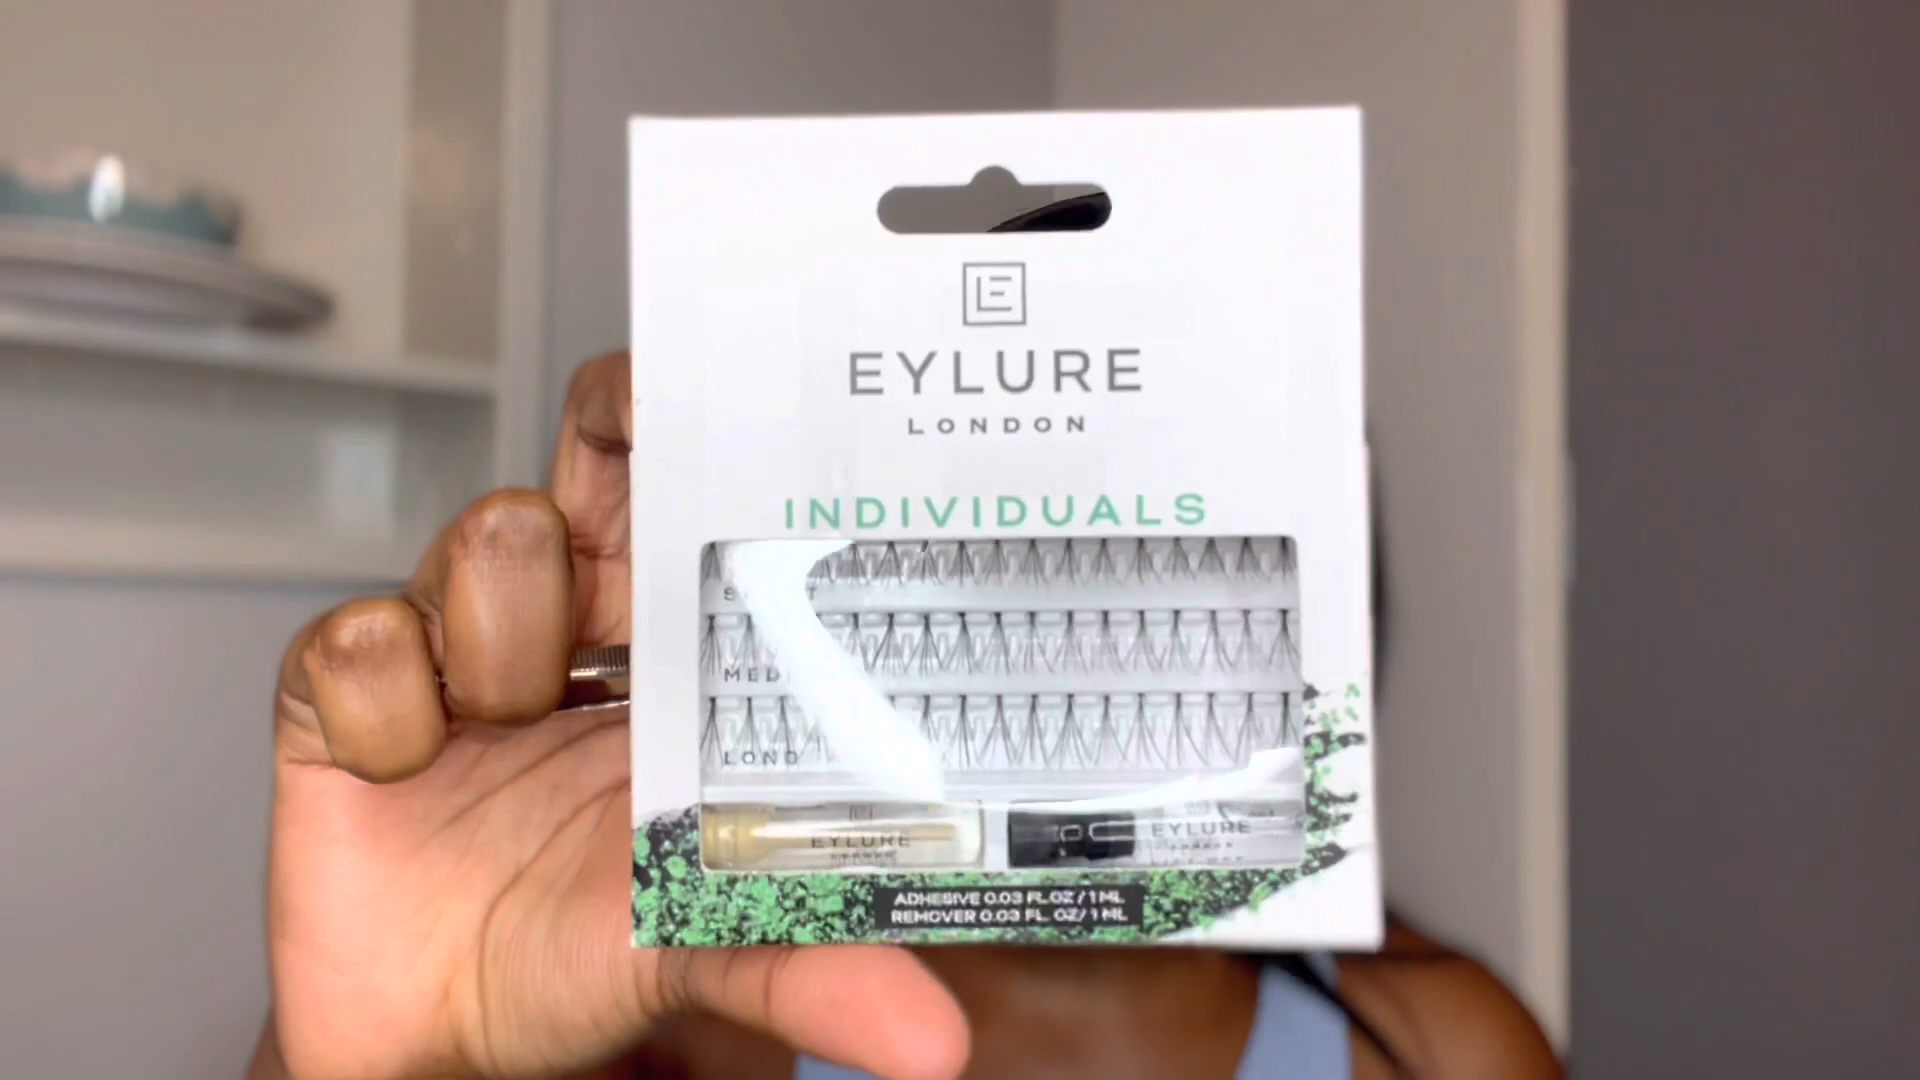 EYLURE
LONDON
INDIVIDUALS
LONG
EYLURE
EYLURE
ADHESIVE 0.03 FL.OZ / 1 ML
REMOVER 0.03 FL. OZ/ 1 ML